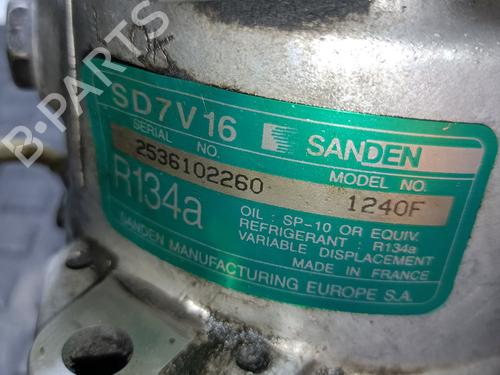 SD7V16 SANDEN
SERIAL NO. MODEL NO.
2536102260 1240F
R134a
OIL : SP-10 OR EQUIV.
REFRIGERANT : R134a
VARIABLE DISPLACEMENT
MADE IN FRANCE
SANDEN MANUFACTURING EUROPE S.A.
B-PARTS